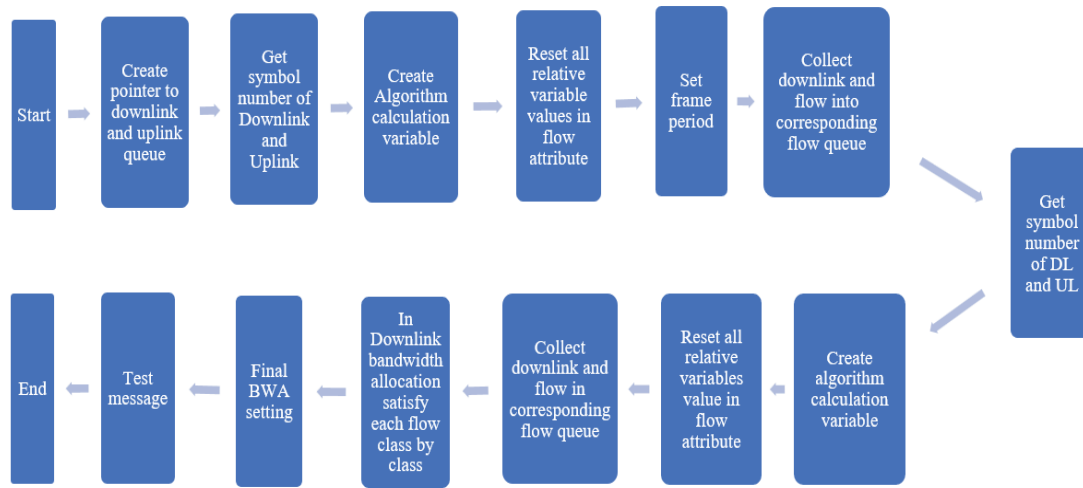 Start
Create
pointer to
downlink
and uplink
queue
Get
symbol
number of
Downlink
and
Uplink
Create
Algorithm
calculation
variable
Reset all
relative
variable
values in
flow
attribute
Set
frame
period
Collect
downlink and
flow into
corresponding
flow queue
Get
symbol
number
of DL
and UL
Create
algorithm
calculation
variable
Reset all
relative
variables
value in
flow
attribute
Collect
downlink and
flow in
corresponding
flow queue
In
Downlink
bandwidth
allocation
satisfy
each flow
class by
class
Final
BWA
setting
Test
message
End